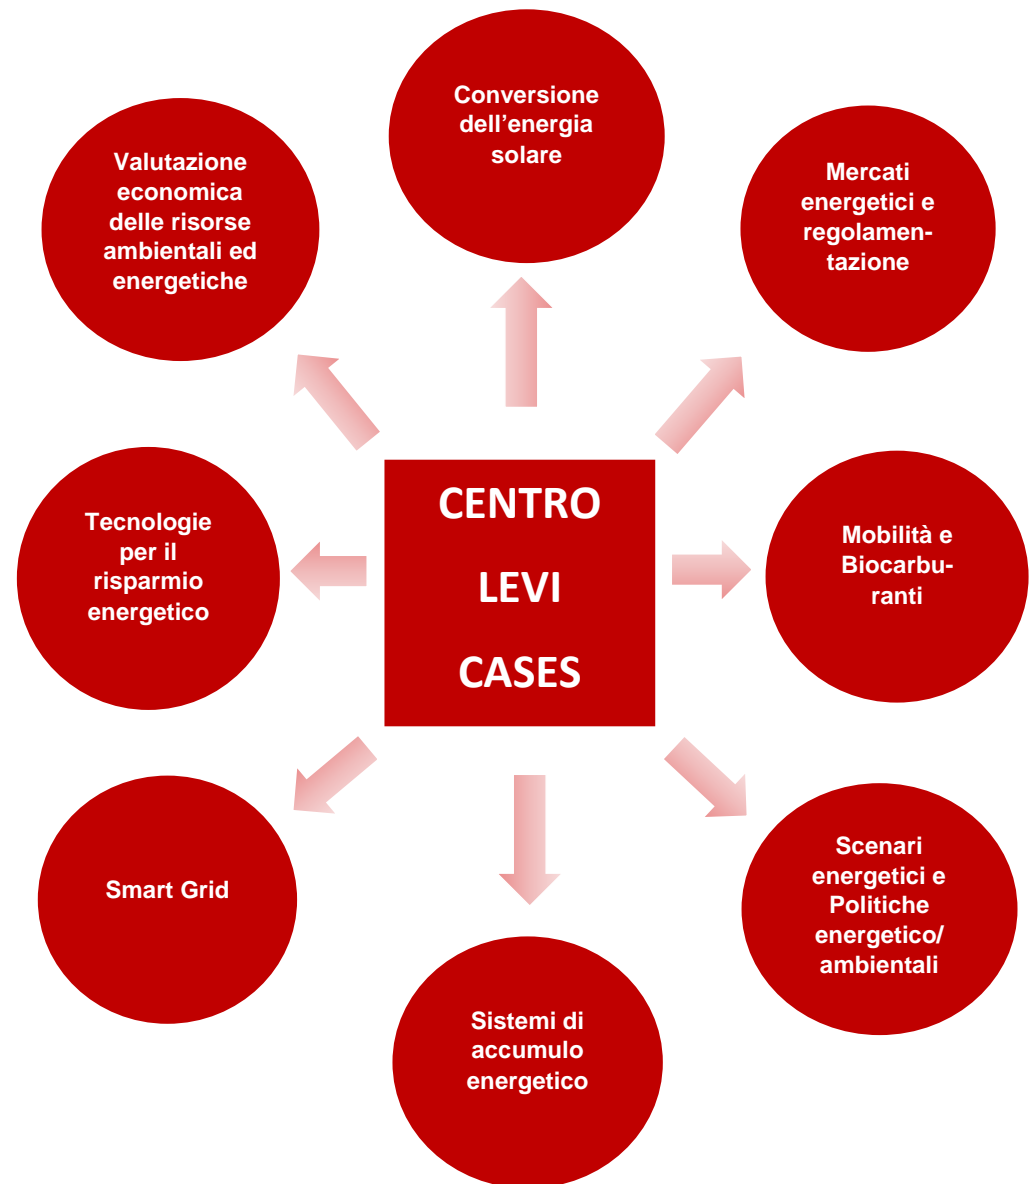 Conversione
dell’energia
solare
Valutazione
economica
delle risorse
ambientali ed
energetiche
Mercati
energetici e
regolamen-
tazione
CENTRO
LEVI
CASES
Tecnologie
per il
risparmio
energetico
Mobilità e
Biocarbu-
ranti
Smart Grid
Scenari
energetici e
Politiche
energetico/
ambientali
Sistemi di
accumulo
energetico